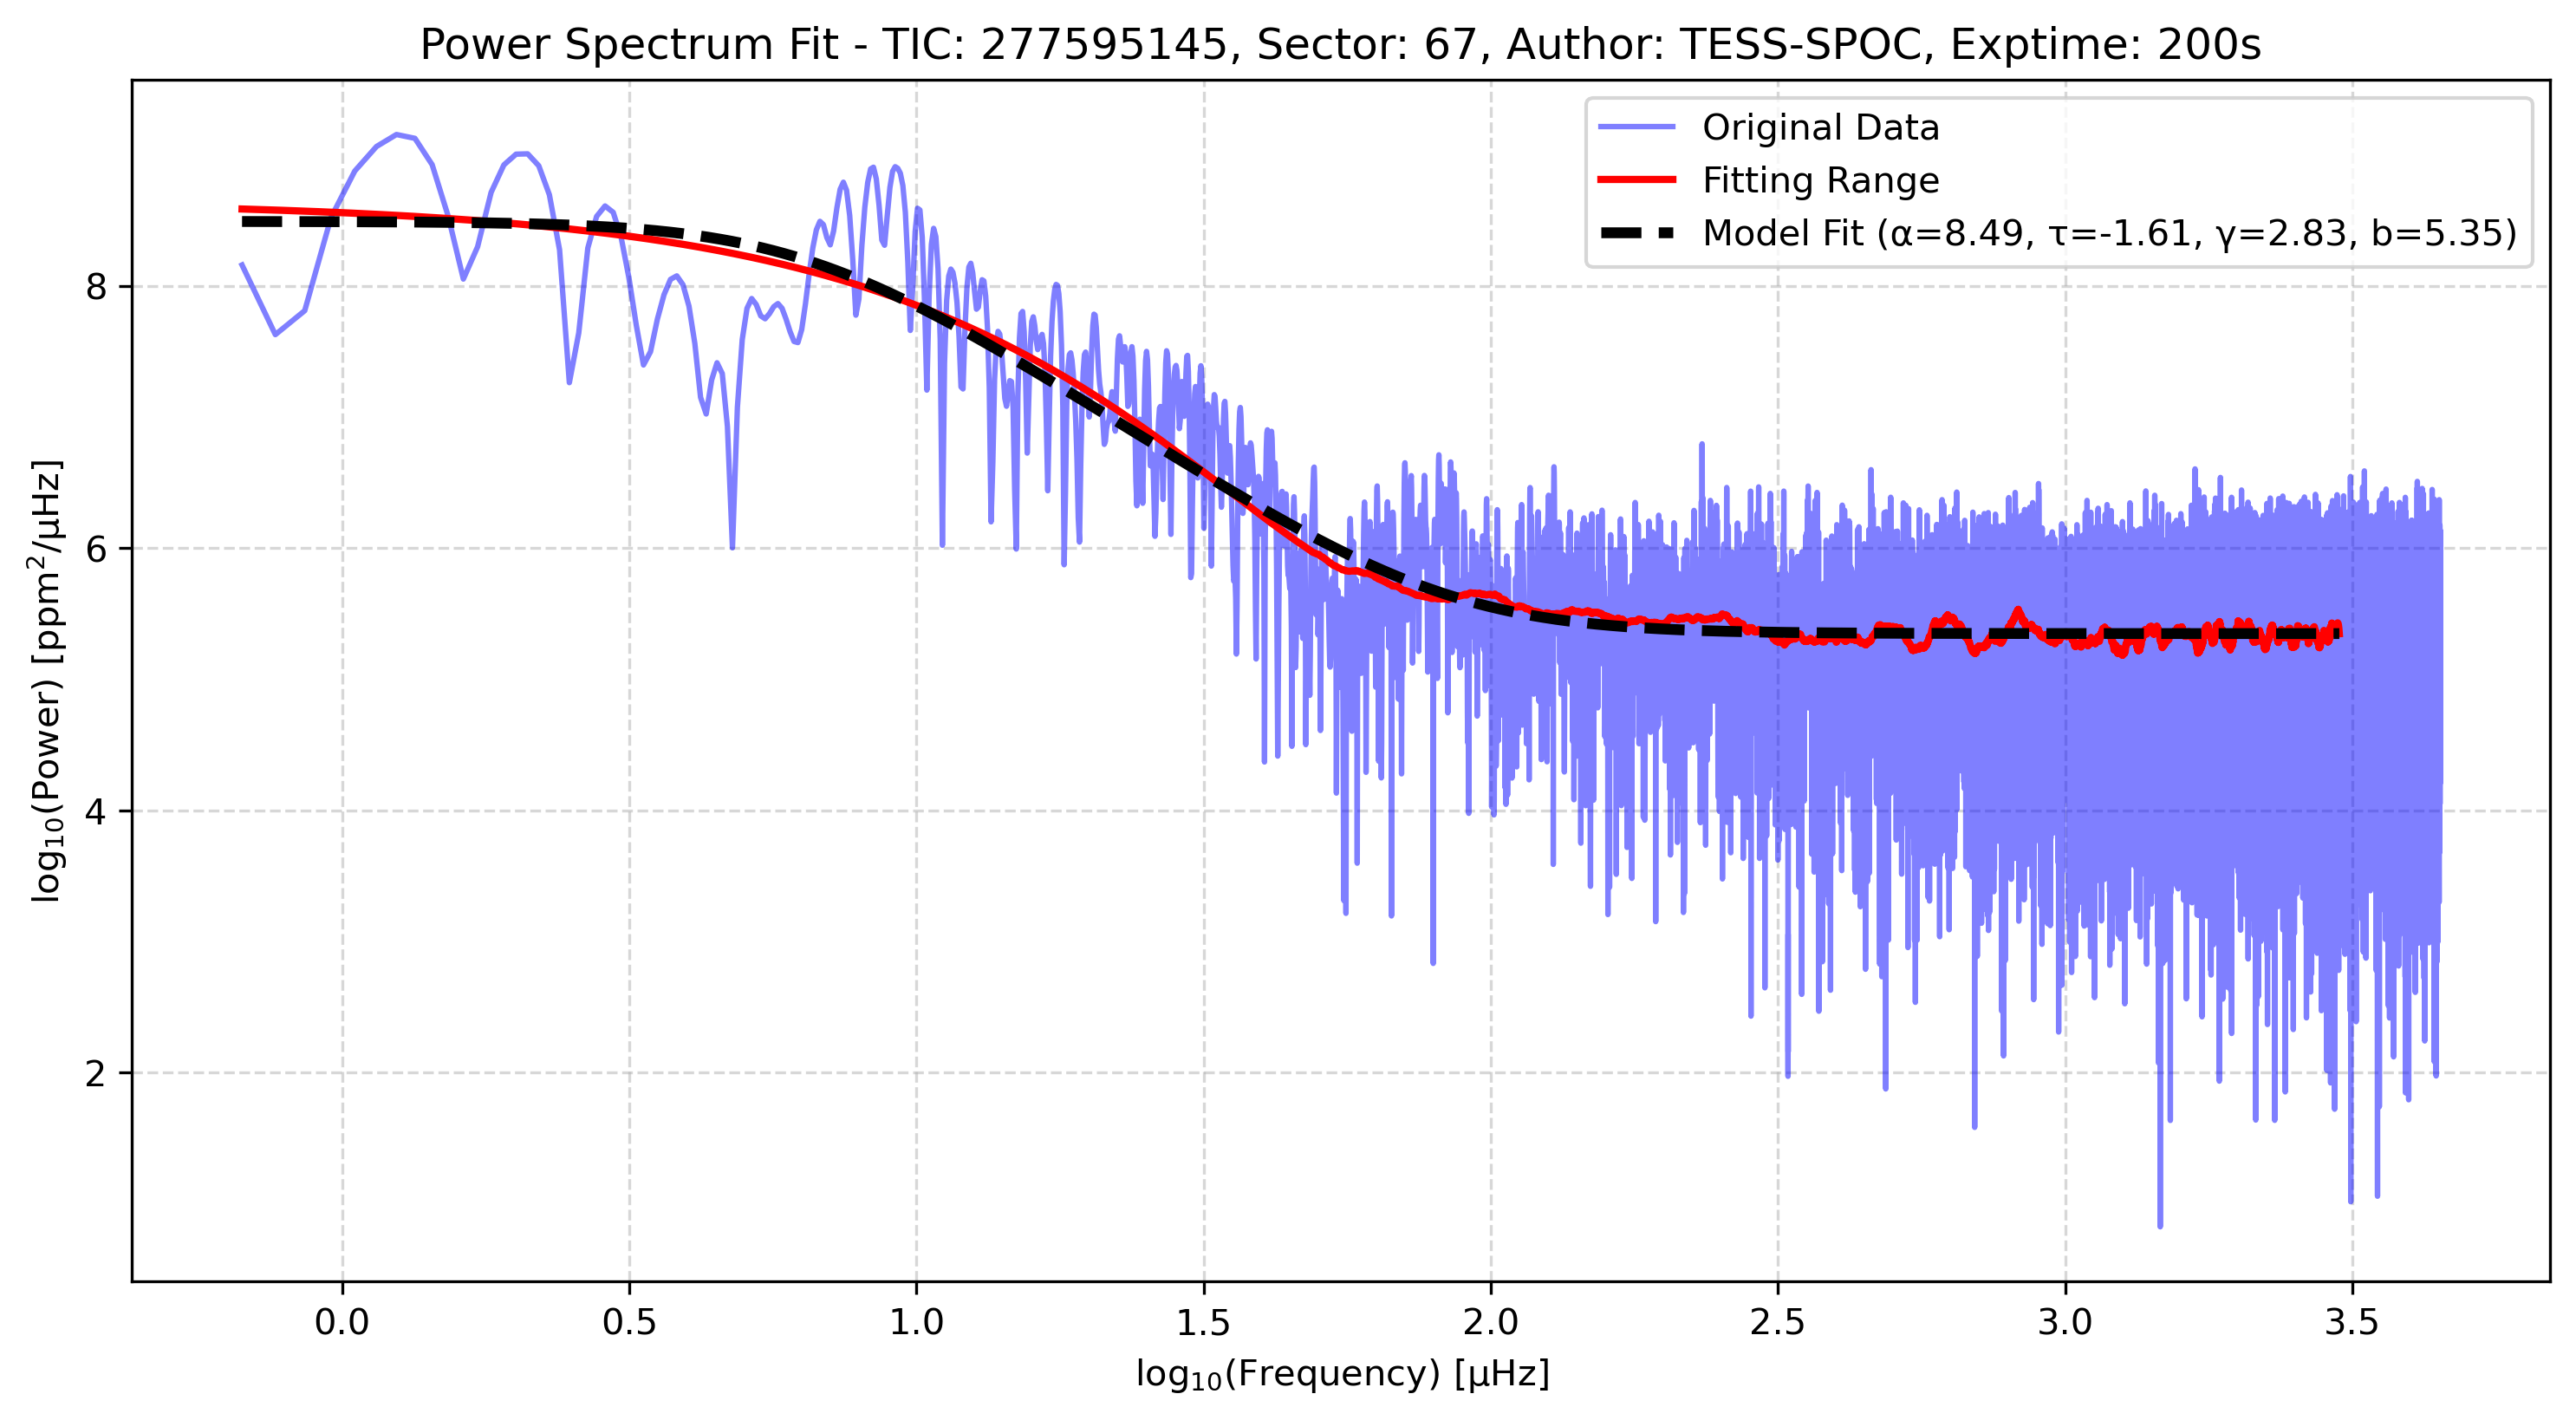 Power Spectrum Fit - TIC: 277595145, Sector: 67, Author: TESS-SPOC, Exptime: 200s
Original Data
Fitting Range
Model Fit (α=8.49, τ=-1.61, γ=2.83, b=5.35)
log₁₀(Power) [ppm²/μHz]
8
6
4
2
0.0 0.5 1.0 1.5 2.0 2.5 3.0 3.5
log₁₀(Frequency) [μHz]